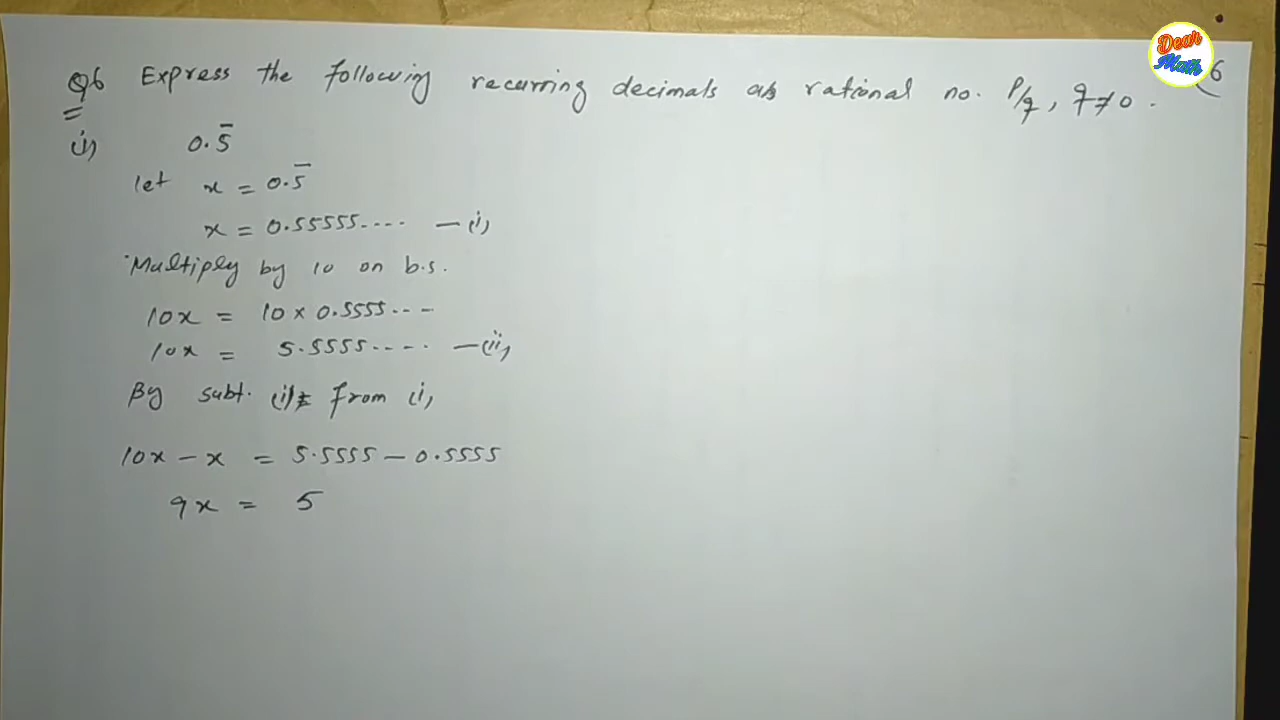 Dear Math
6
Q6 Express the following recurring decimals as rational no. P/q, q≠0.
(i) 0.5̅
let x = 0.5̅
x = 0.55555.... —(i)
Multiply by 10 on b.s.
10x = 10 × 0.5555...
10x = 5.5555.... —(ii)
By subt. (i) from (i)
10x - x = 5.5555 - 0.5555
9x = 5